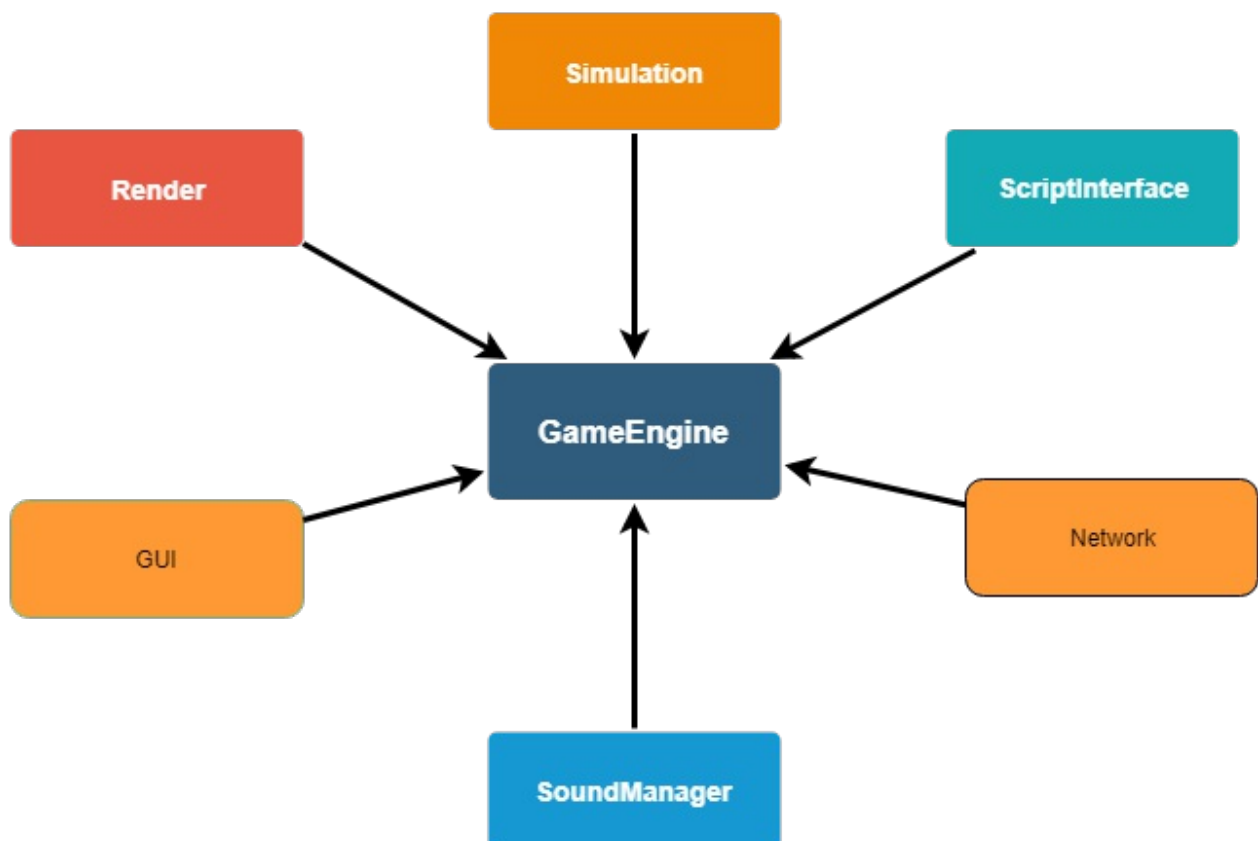 Simulation
Render
ScriptInterface
GameEngine
GUI
Network
SoundManager